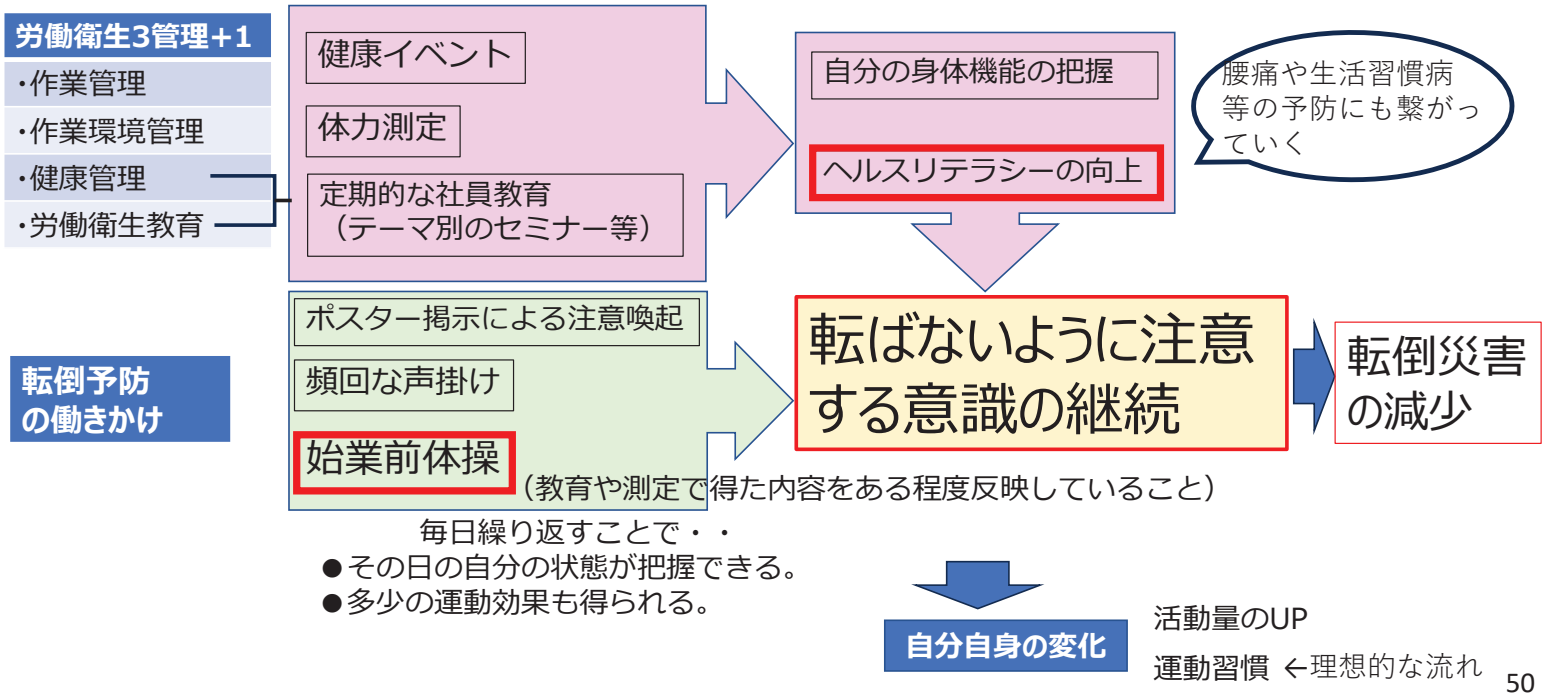 労働衛生3管理+1
・作業管理
・作業環境管理
・健康管理
・労働衛生教育
健康イベント
体力測定
定期的な社員教育
（テーマ別のセミナー等）
自分の身体機能の把握
ヘルスリテラシーの向上
腰痛や生活習慣病
等の予防にも繋がっ
ていく
転倒予防
の働きかけ
ポスター掲示による注意喚起
頻回な声掛け
始業前体操
（教育や測定で得た内容をある程度反映していること）
転ばないように注意
する意識の継続
転倒災害
の減少
毎日繰り返すことで・・
●その日の自分の状態が把握できる。
●多少の運動効果も得られる。
自分自身の変化
活動量のUP
運動習慣 ←理想的な流れ
50